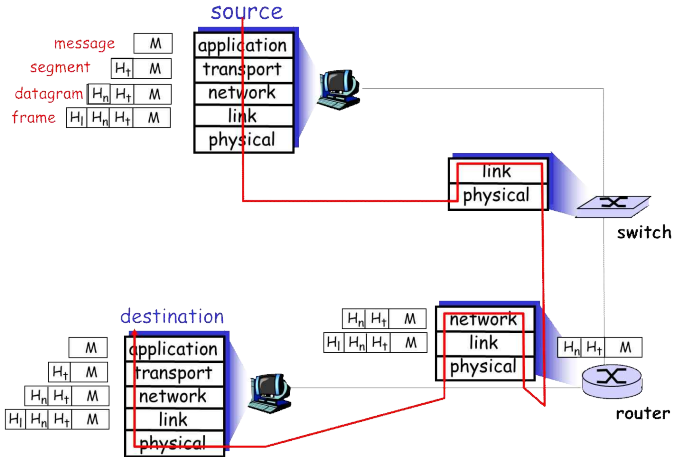 source
message M application
segment Ht M transport
datagram Hn Ht M network
frame Hl Hn Ht M link
physical
link
physical
switch
destination
Hn Ht M network
M application Hl Hn Ht M link Hn Ht M
Ht M transport physical
Hn Ht M network
router
Hl Hn Ht M link
physical